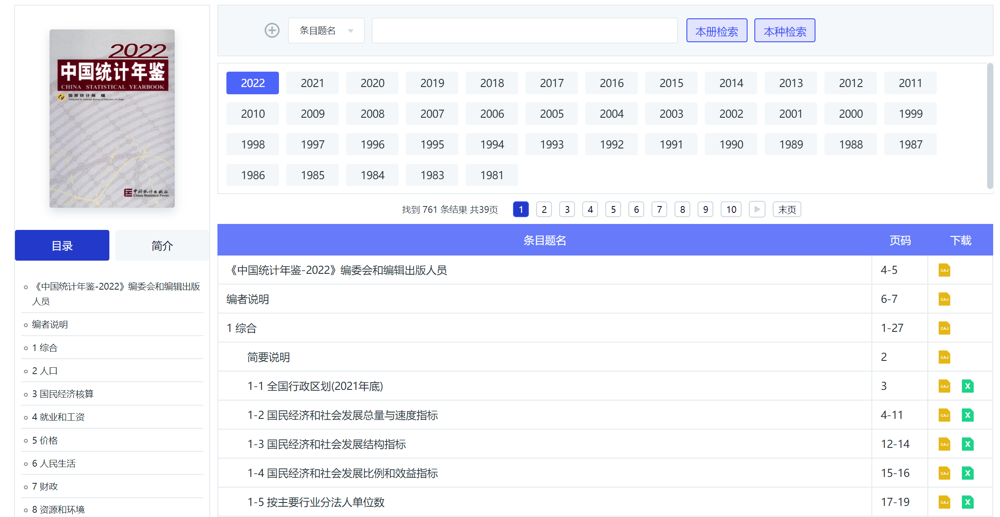 2022
中国统计年鉴
CHINA STATISTICAL YEARBOOK
国家统计局 编
Compiled by National Bureau of Statistics of China
中国统计出版社
China Statistics Press
目录
简介
《中国统计年鉴-2022》编委会和编辑出版
人员
编者说明
1 综合
2 人口
3 国民经济核算
4 就业和工资
5 价格
6 人民生活
7 财政
8 资源和环境
条目题名
本册检索
本种检索
2022 2021 2020 2019 2018 2017 2016 2015 2014 2013 2012 2011
2010 2009 2008 2007 2006 2005 2004 2003 2002 2001 2000 1999
1998 1997 1996 1995 1994 1993 1992 1991 1990 1989 1988 1987
1986 1985 1984 1983 1981
找到 761 条结果 共39页 1 2 3 4 5 6 7 8 9 10 末页
条目题名 页码 下载
《中国统计年鉴-2022》编委会和编辑出版人员 4-5 CAJ
编者说明 6-7 CAJ
1 综合 1-27 CAJ
简要说明 2 CAJ
1-1 全国行政区划(2021年底) 3 CAJ X
1-2 国民经济和社会发展总量与速度指标 4-11 CAJ X
1-3 国民经济和社会发展结构指标 12-14 CAJ X
1-4 国民经济和社会发展比例和效益指标 15-16 CAJ X
1-5 按主要行业分法人单位数 17-19 CAJ X